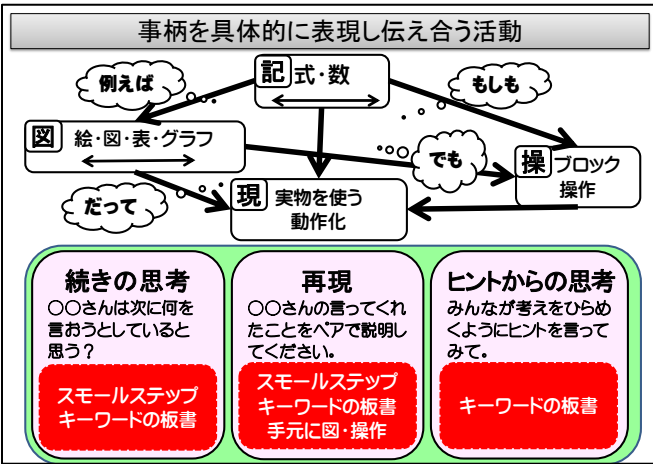 事柄を具体的に表現し伝え合う活動
例えば
記 式・数
もしも
図 絵・図・表・グラフ
でも
操 ブロック
操作
だって
現 実物を使う
動作化
続きの思考
〇〇さんは次に何を
言おうとしていると
思う？
スモールステップ
キーワードの板書
再現
〇〇さんの言ってくれ
たことをペアで説明し
てください。
スモールステップ
キーワードの板書
手元に図・操作
ヒントからの思考
みんなが考えをひらめ
くようにヒントを言って
みて。
キーワードの板書